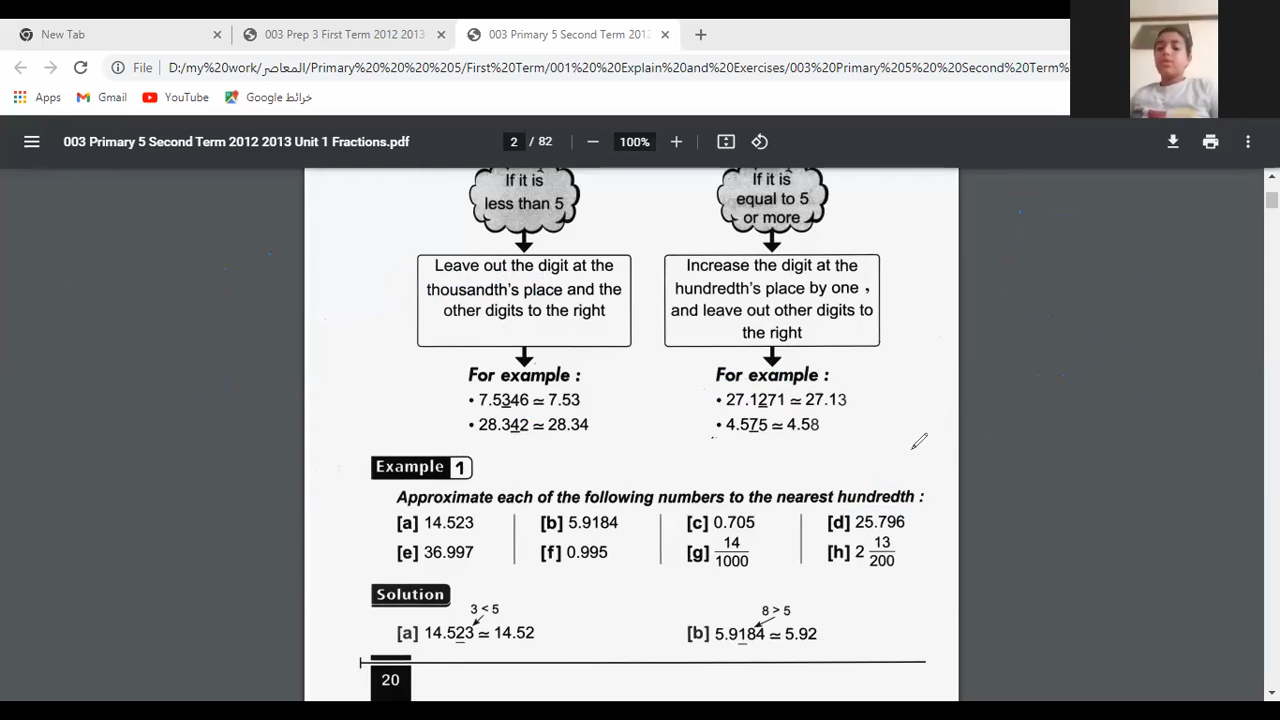 New Tab
003 Prep 3 First Term 2012 2013
003 Primary 5 Second Term 2012
File
D:/my%20work/المعاصر/Primary%20%20%20%205/First%20Term/001%20%20Explain%20and%20Exercises/003%20Primary%205%20%20Second%20Term%
Apps
Gmail
YouTube
خرائط Google
003 Primary 5 Second Term 2012 2013 Unit 1 Fractions.pdf
2 / 82
100%
If it is
less than 5
If it is
equal to 5
or more
Leave out the digit at the
thousandth's place and the
other digits to the right
Increase the digit at the
hundredth's place by one ,
and leave out other digits to
the right
For example :
• 7.5346 ≃ 7.53
• 28.342 ≃ 28.34
For example :
• 27.1271 ≃ 27.13
• 4.575 ≃ 4.58
Example 1
Approximate each of the following numbers to the nearest hundredth :
[a] 14.523 [b] 5.9184 [c] 0.705 [d] 25.796
[e] 36.997 [f] 0.995 [g] 14/1000 [h] 2 13/200
Solution
3 < 5
[a] 14.523 ≃ 14.52
8 > 5
[b] 5.9184 ≃ 5.92
20